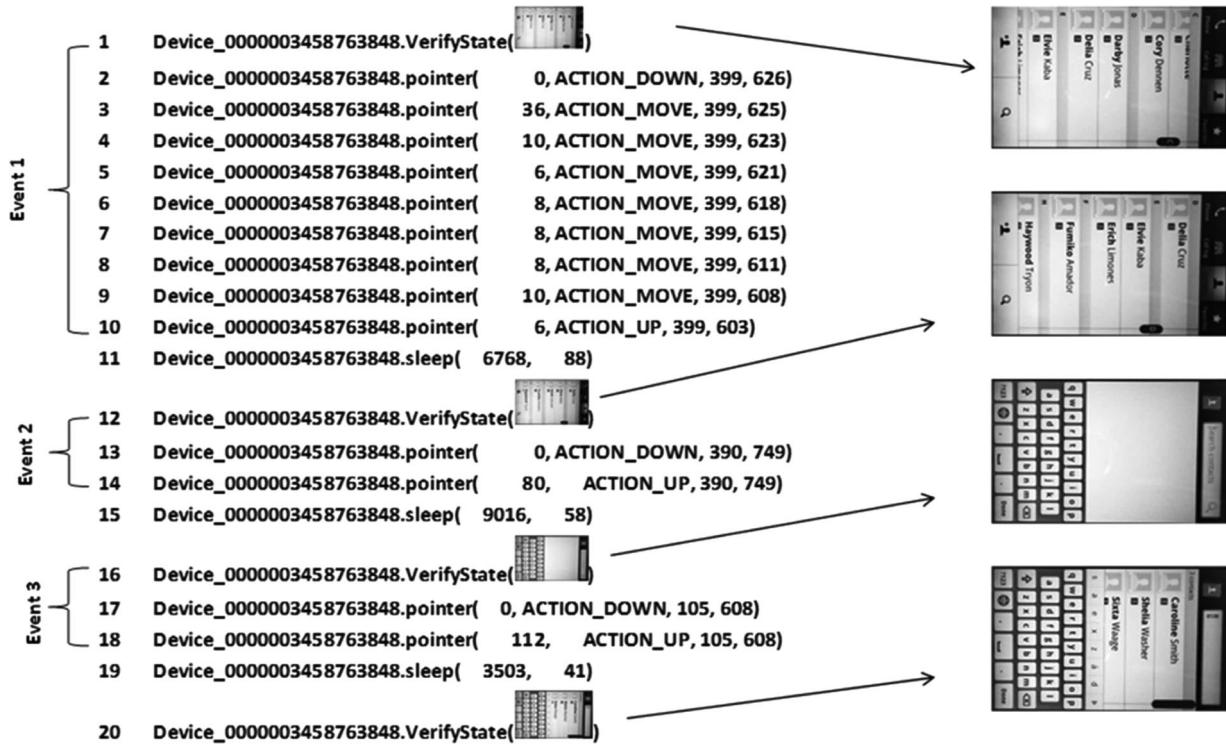 Event 1
1 Device_0000003458763848.VerifyState( )
2 Device_0000003458763848.pointer( 0, ACTION_DOWN, 399, 626)
3 Device_0000003458763848.pointer( 36, ACTION_MOVE, 399, 625)
4 Device_0000003458763848.pointer( 10, ACTION_MOVE, 399, 623)
5 Device_0000003458763848.pointer( 6, ACTION_MOVE, 399, 621)
6 Device_0000003458763848.pointer( 8, ACTION_MOVE, 399, 618)
7 Device_0000003458763848.pointer( 8, ACTION_MOVE, 399, 615)
8 Device_0000003458763848.pointer( 8, ACTION_MOVE, 399, 611)
9 Device_0000003458763848.pointer( 10, ACTION_MOVE, 399, 608)
10 Device_0000003458763848.pointer( 6, ACTION_UP, 399, 603)
11 Device_0000003458763848.sleep( 6768, 88)
Event 2
12 Device_0000003458763848.VerifyState( )
13 Device_0000003458763848.pointer( 0, ACTION_DOWN, 390, 749)
14 Device_0000003458763848.pointer( 80, ACTION_UP, 390, 749)
15 Device_0000003458763848.sleep( 9016, 58)
Event 3
16 Device_0000003458763848.VerifyState( )
17 Device_0000003458763848.pointer( 0, ACTION_DOWN, 105, 608)
18 Device_0000003458763848.pointer( 112, ACTION_UP, 105, 608)
19 Device_0000003458763848.sleep( 3503, 41)
20 Device_0000003458763848.VerifyState( )
Cory Dennen
Darby Jonas
Delia Cruz
Elvie Kaba
Delia Cruz
Elvie Kaba
Erich Limones
Fumiko Amador
Haywood Tryon
Search contacts
q w e r t y u i o p
a s d f g h j k l
z x c v b n m
?123 Done
Caroline Smith
Shelia Washer
Sixta Waage
q w e r t y u i o p
a s d f g h j k l
z x c v b n m
?123 Done